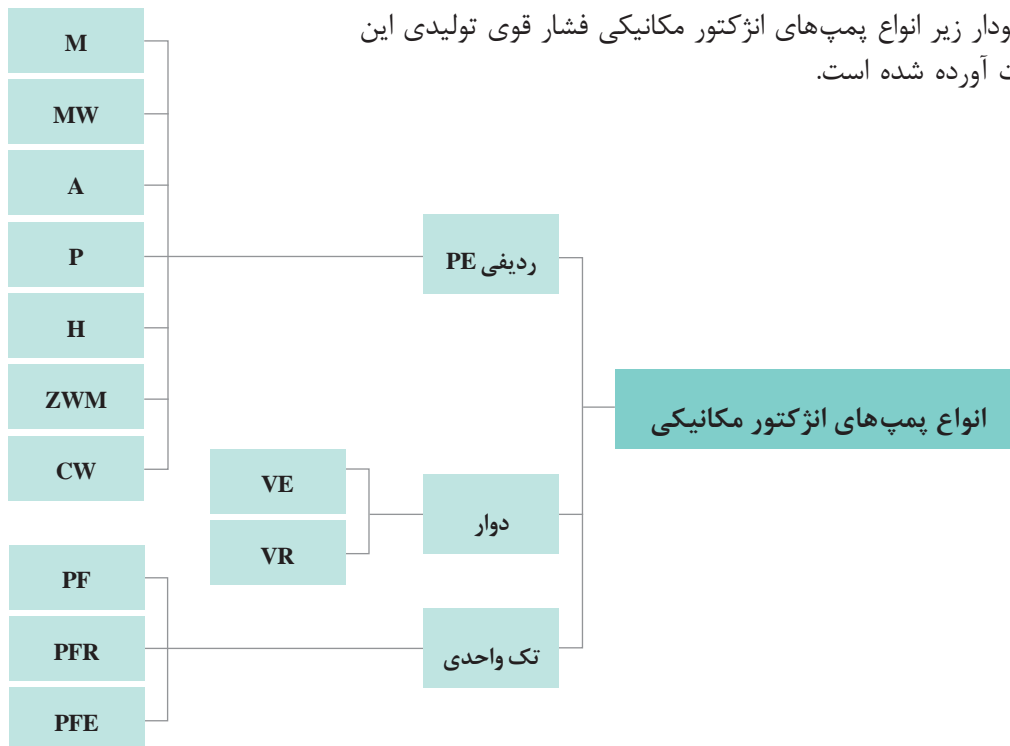 زیر انواع پمپ‌های انژکتور مکانیکی فشار قوی تولیدی این
آورده شده است.
انواع پمپ‌های انژکتور مکانیکی
ردیفی PE
M
MW
A
P
H
ZWM
CW
دوار
VE
VR
تک واحدی
PF
PFR
PFE